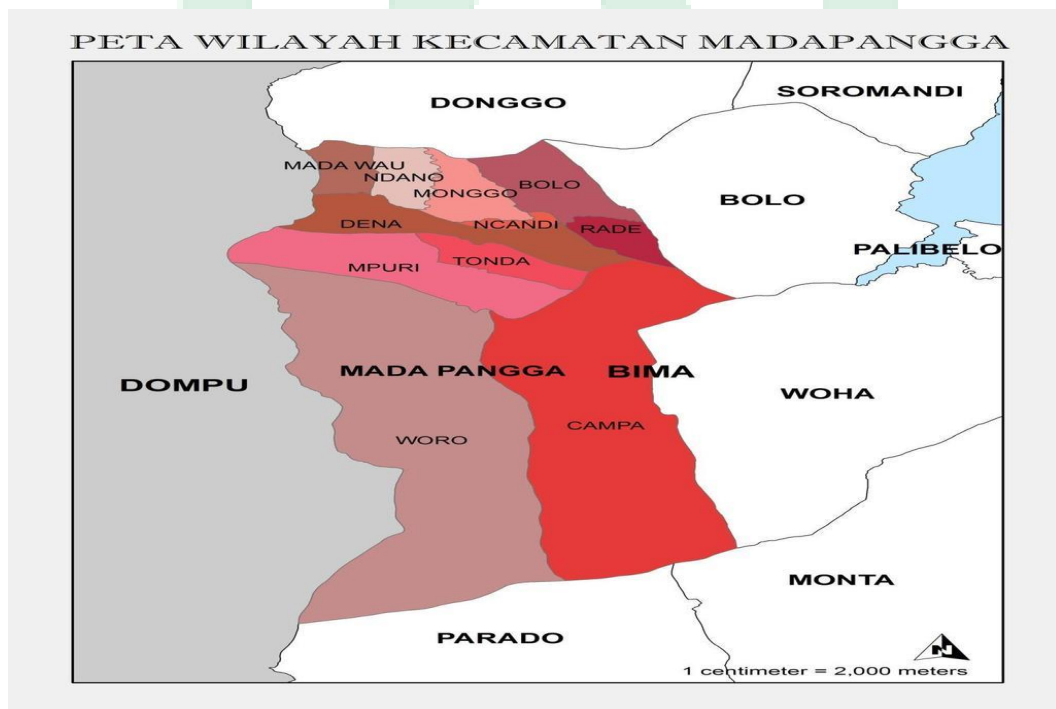 PETA WILAYAH KECAMATAN MADAPANGGA
SOROMANDI
DONGGO
MADA WAU
NDANO
MONGGO
BOLO
BOLO
DENA
NCANDI
RADE
PALIBELO
MPURI
TONDA
MADA PANGGA
BIMA
DOMPU
WOHA
CAMPA
WORO
MONTA
PARADO
N
1 centimeter = 2,000 meters